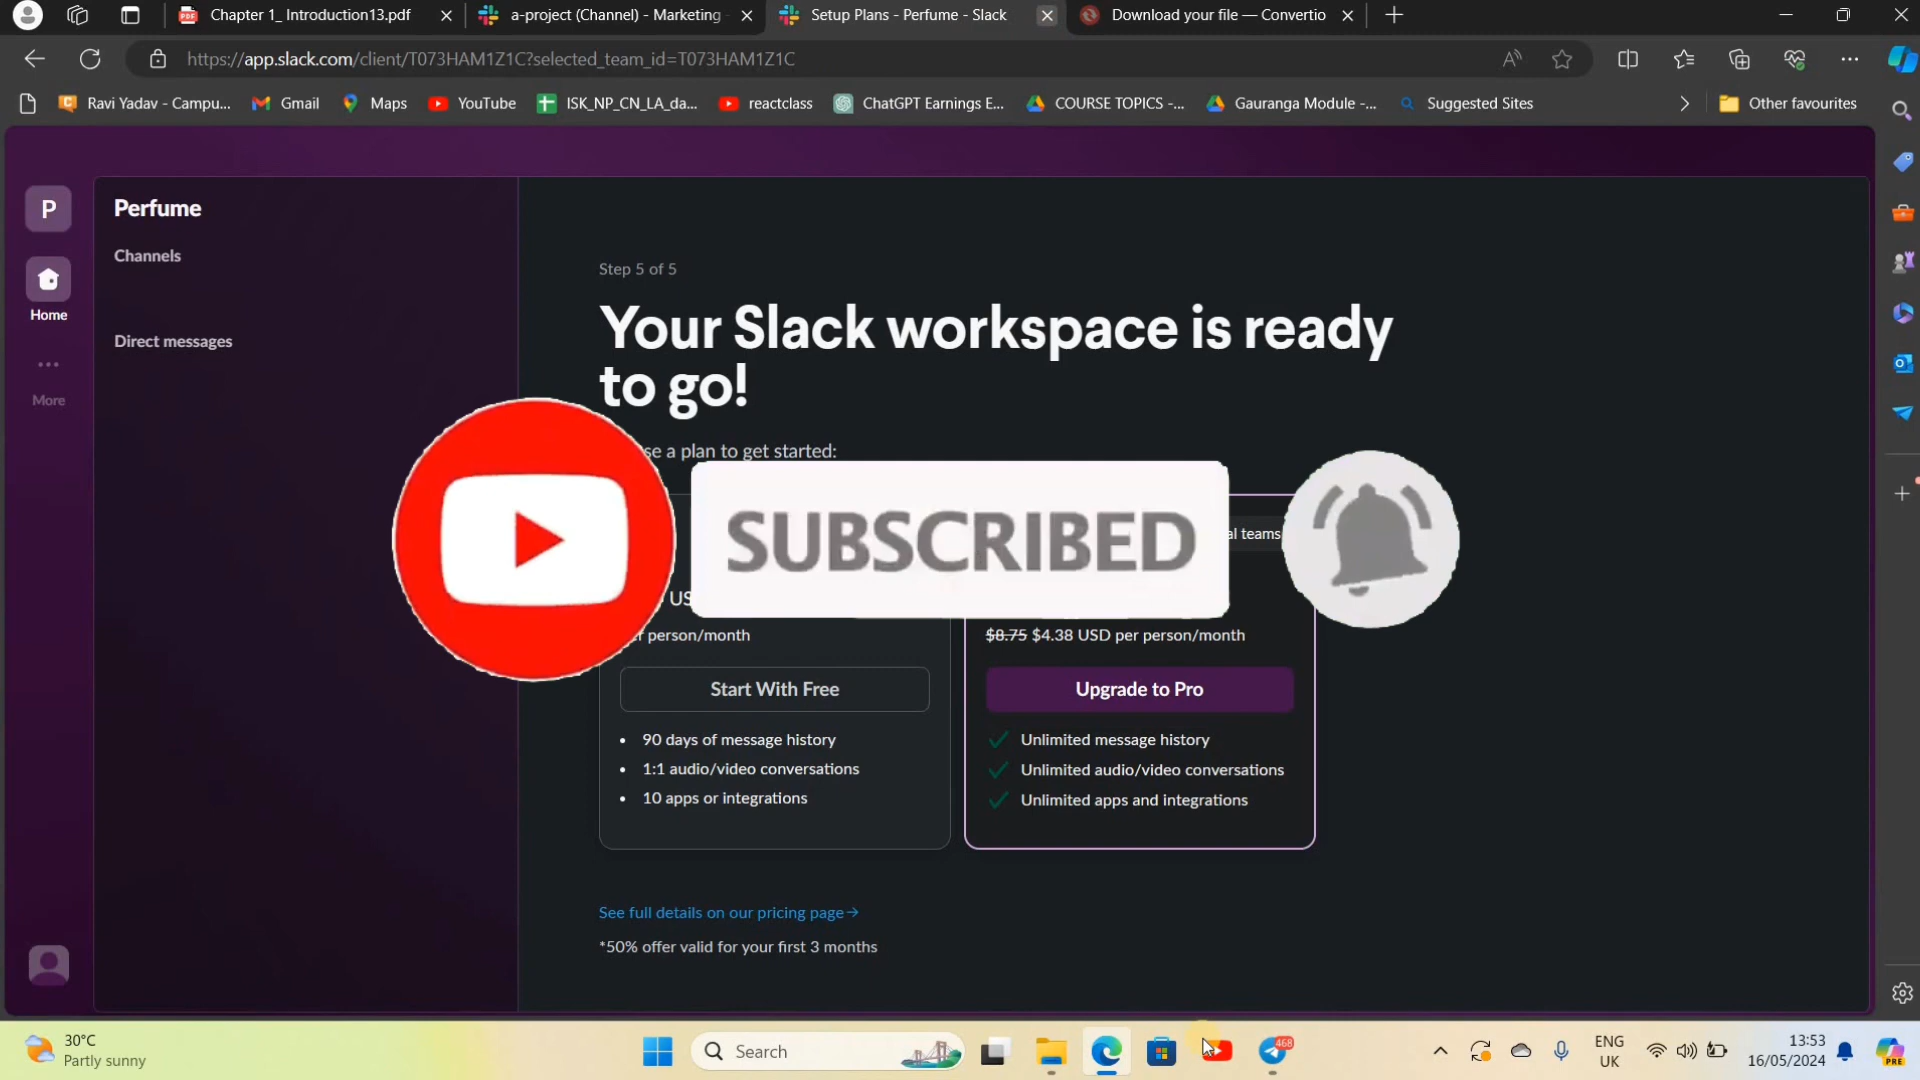 Chapter 1_ Introduction13.pdf
a-project (Channel) - Marketing
Setup Plans - Perfume - Slack
Download your file — Convertio
https://app.slack.com/client/T073HAM1Z1C?selected_team_id=T073HAM1Z1C
Ravi Yadav - Campu...
Gmail
Maps
YouTube
ISK_NP_CN_LA_da...
reactclass
ChatGPT Earnings E...
COURSE TOPICS -...
Gauranga Module -...
Suggested Sites
Other favourites
P
Home
More
Perfume
Channels
Direct messages
Step 5 of 5
Your Slack workspace is ready
to go!
se a plan to get started:
SUBSCRIBED
al teams
US
person/month
$8.75 $4.38 USD per person/month
Start With Free
Upgrade to Pro
• 90 days of message history
• 1:1 audio/video conversations
• 10 apps or integrations
Unlimited message history
Unlimited audio/video conversations
Unlimited apps and integrations
See full details on our pricing page→
*50% offer valid for your first 3 months
30°C
Partly sunny
Search
468
ENG
UK
13:53
16/05/2024
PRE